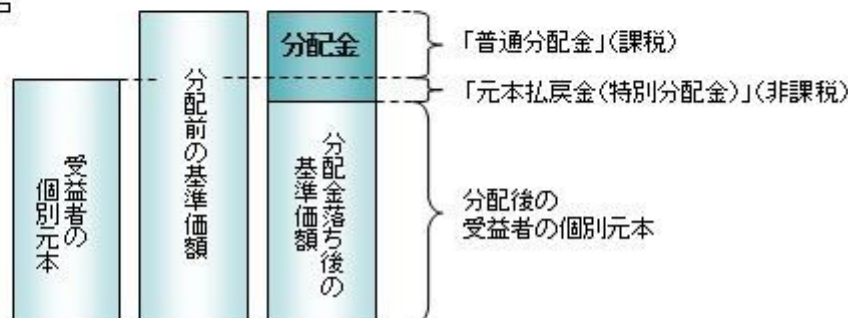 分配金
「普通分配金」(課税)
「元本払戻金(特別分配金)」(非課税)
受益者の
個別元本
分配前の基準価額
分配金落ち後の
基準価額
分配後の
受益者の個別元本